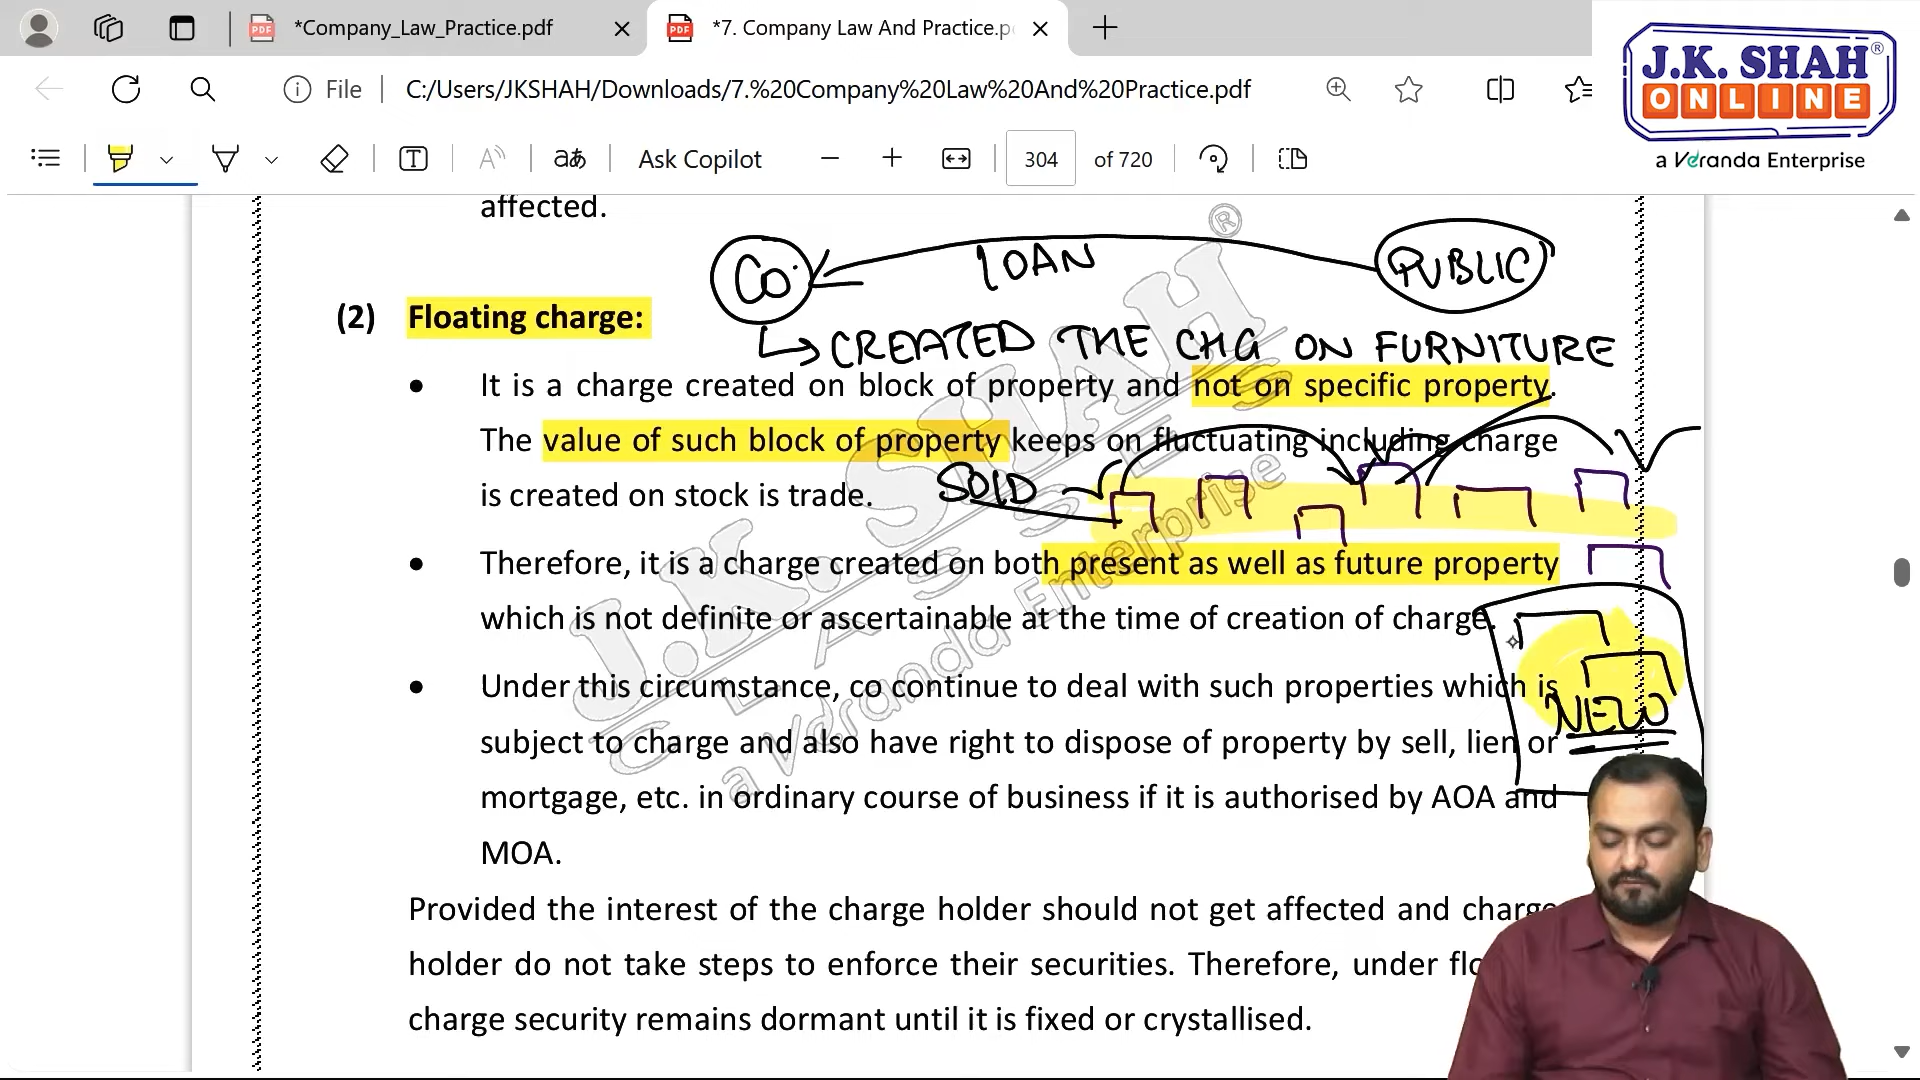 *Company_Law_Practice.pdf
*7. Company Law And Practice.p
File
C:/Users/JKSHAH/Downloads/7.%20Company%20Law%20And%20Practice.pdf
Ask Copilot
304 of 720
J.K. SHAH®
ONLINE
a Veranda Enterprise
affected.
Co LOAN PUBLIC
(2) Floating charge:
CREATED THE CHG ON FURNITURE
• It is a charge created on block of property and not on specific property.
The value of such block of property keeps on fluctuating including charge
is created on stock is trade.
SOLD
• Therefore, it is a charge created on both present as well as future property
which is not definite or ascertainable at the time of creation of charge.
• Under this circumstance, co continue to deal with such properties which is
NEW
subject to charge and also have right to dispose of property by sell, lien or
mortgage, etc. in ordinary course of business if it is authorised by AOA and
MOA.
Provided the interest of the charge holder should not get affected and charge
holder do not take steps to enforce their securities. Therefore, under flo
charge security remains dormant until it is fixed or crystallised.
J.K. SHAH®
CLASSES
a Veranda Enterprise